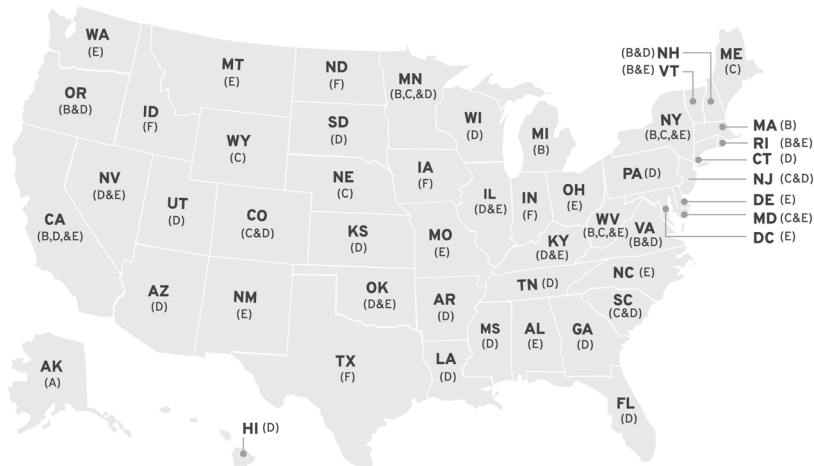 WA
(E)
OR
(B&D)
ID
(F)
MT
(E)
ND
(F)
MN
(B,C,&D)
SD
(D)
WI
(D)
MI
(B)
WY
(C)
NV
(D&E)
UT
(D)
CA
(B,D,&E)
CO
(C&D)
NE
(C)
IA
(F)
KS
(D)
MO
(E)
IL
(D&E)
IN
(F)
OH
(E)
KY
(D&E)
WV
(B,C,&E)
VA
(B&D)
PA (D)
NY
(B,C,&E)
(B&D) NH
(B&E) VT
ME
(C)
MA (B)
RI (B&E)
CT (D)
NJ (C&D)
DE (E)
MD (C&E)
DC (E)
AZ
(D)
NM
(E)
OK
(D&E)
AR
(D)
TN (D)
NC (E)
SC
(C&D)
MS
(D)
AL
(E)
GA
(D)
TX
(F)
LA
(D)
FL
(D)
AK
(A)
HI (D)